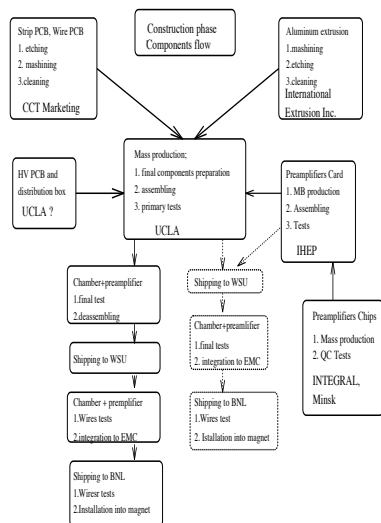 Strip PCB, Wire PCB
1. etching
2. mashining
3.cleaning
CCT Marketing
Construction phase
Components flow
Aluminum extrusion
1.mashining
2.etching
3.cleaning
International
Extrusion Inc.
Mass production;
1. final components preparation
2. assembling
3. primary tests
UCLA
HV PCB and
distribution box
UCLA ?
Preamplifiers Card
1. MB production
2. Assembling
3. Tests
IHEP
Chamber+preamplifier
1.final test
2.deassembling
Shipping to WSU
Chamber+preamlifier
1.final tests
2. integration to EMC
Preamplifiers Chips
1. Mass production
2. QC Tests
INTEGRAL,
Minsk
Shipping to WSU
Chamber + premplifier
1.Wires tests
2.integration to EMC
Shipping to BNL
1.Wires test
2. Istallation into magnet
Shipping to BNL
1.Wiresr tests
2.Installation into magnet